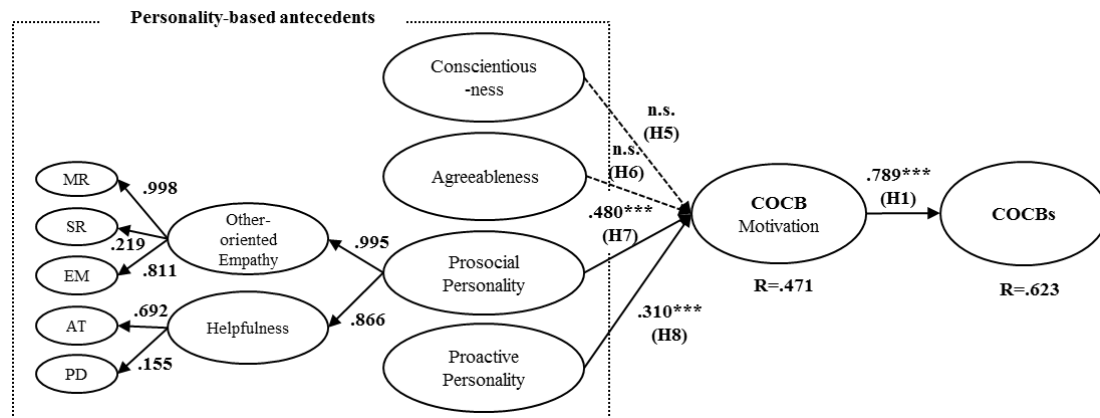 Personality-based antecedents
Conscientious
-ness
n.s.
(H5)
n.s.
(H6)
Agreeableness
MR
.998
SR
.219
EM
.811
Other-
oriented
Empathy
.995
.480***
(H7)
COCB
Motivation
.789***
(H1)
COCBs
Prosocial
Personality
R=.471
R=.623
AT
.692
Helpfulness
.866
.310***
(H8)
PD
.155
Proactive
Personality